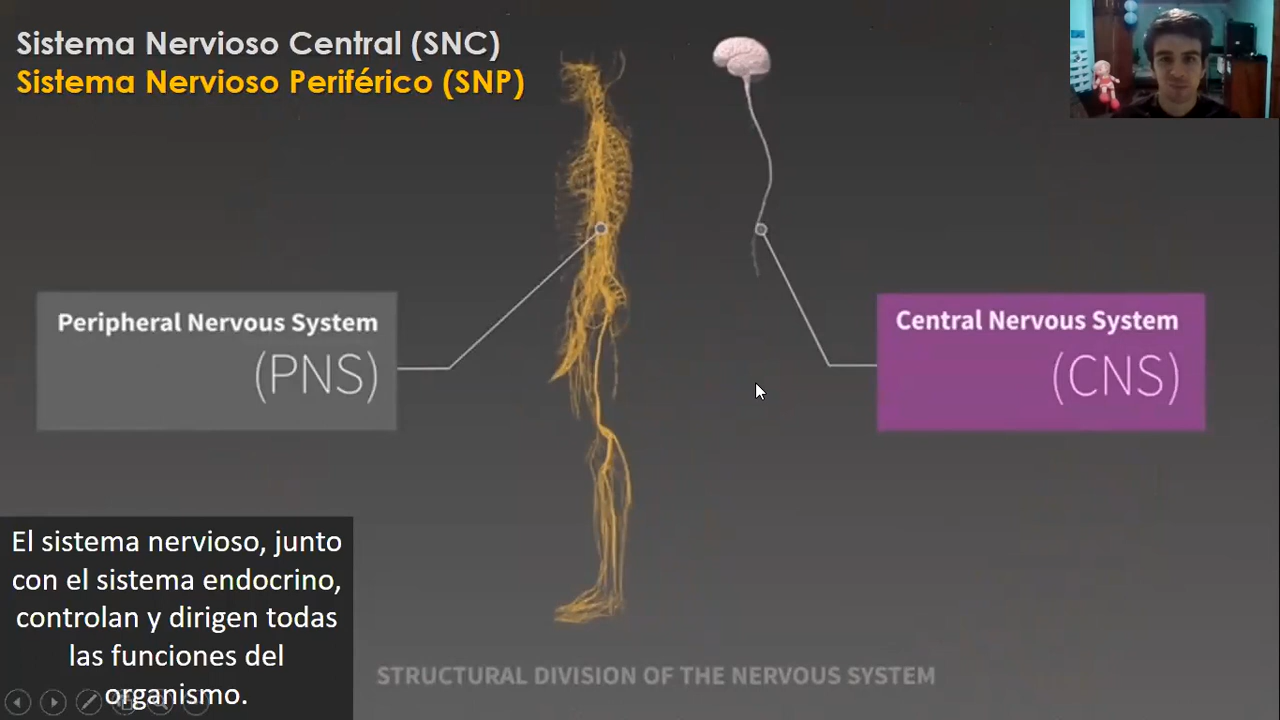 Sistema Nervioso Central (SNC)
Sistema Nervioso Periférico (SNP)
Peripheral Nervous System
(PNS)
Central Nervous System
(CNS)
El sistema nervioso, junto
con el sistema endocrino,
controlan y dirigen todas
las funciones del
organismo.
STRUCTURAL DIVISION OF THE NERVOUS SYSTEM